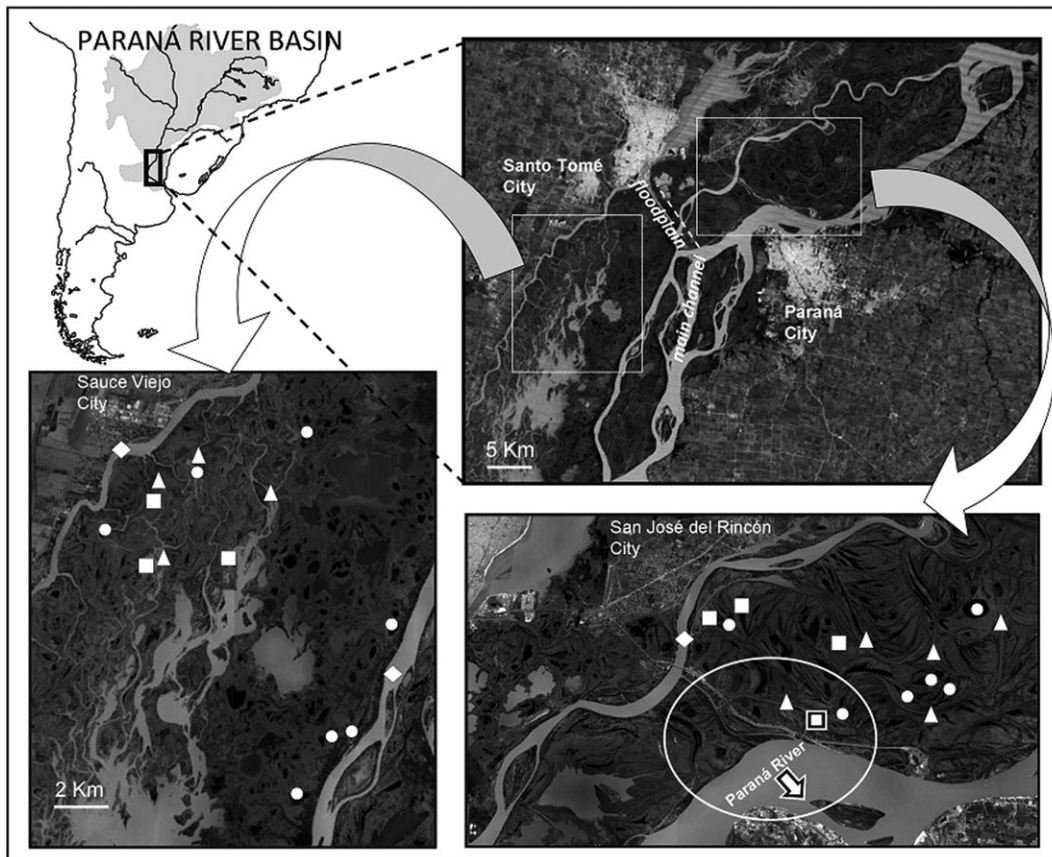 PARANÁ RIVER BASIN
Santo Tomé
City
floodplain
main channel
Paraná
City
5 Km
Sauce Viejo
City
2 Km
San José del Rincón
City
Paraná River